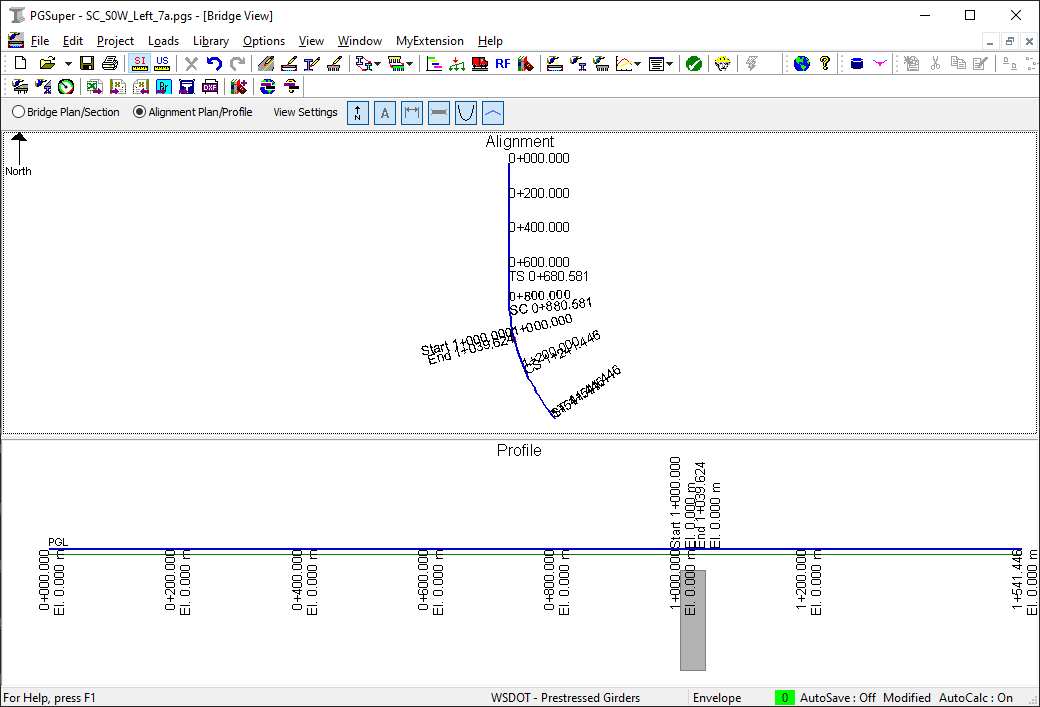 PGSuper - SC_S0W_Left_7a.pgs - [Bridge View]
File Edit Project Loads Library Options View Window MyExtension Help
SI US RF
Br DXF
Bridge Plan/Section Alignment Plan/Profile View Settings N A
Alignment
North
0+000.000
0+200.000
0+400.000
0+600.000
TS 0+680.581
0+800.000
SC 0+880.581
Start 1+000.000
1+000.000
End 1+039.624
1+200.000
CS 1+241.446
ST 1+541.446
Profile
PGL
0+000.000
El. 0.000 m
0+200.000
El. 0.000 m
0+400.000
El. 0.000 m
0+600.000
El. 0.000 m
0+800.000
El. 0.000 m
Start 1+000.000
El. 0.000 m
End 1+039.624
El. 0.000 m
1+000.000
El. 0.000 m
1+200.000
El. 0.000 m
1+541.446
El. 0.000 m
For Help, press F1 WSDOT - Prestressed Girders Envelope 0 AutoSave : Off Modified AutoCalc : On